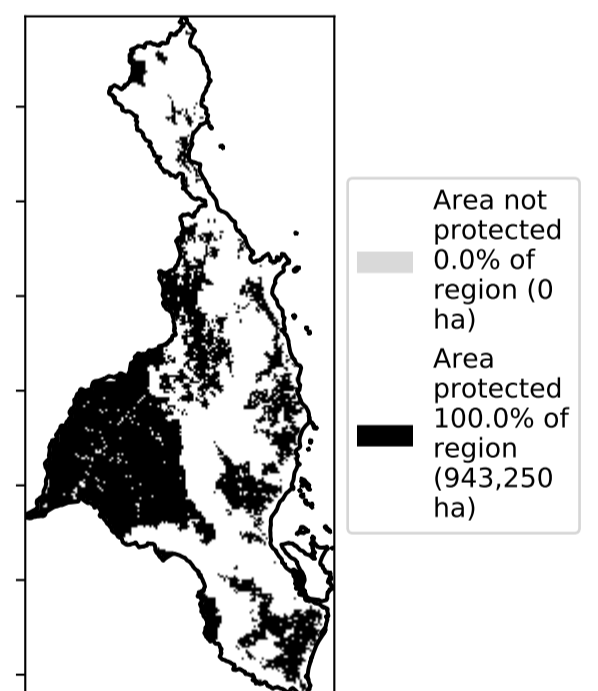 Area not
protected
0.0% of
region (0
ha)
Area
protected
100.0% of
region
(943,250
ha)